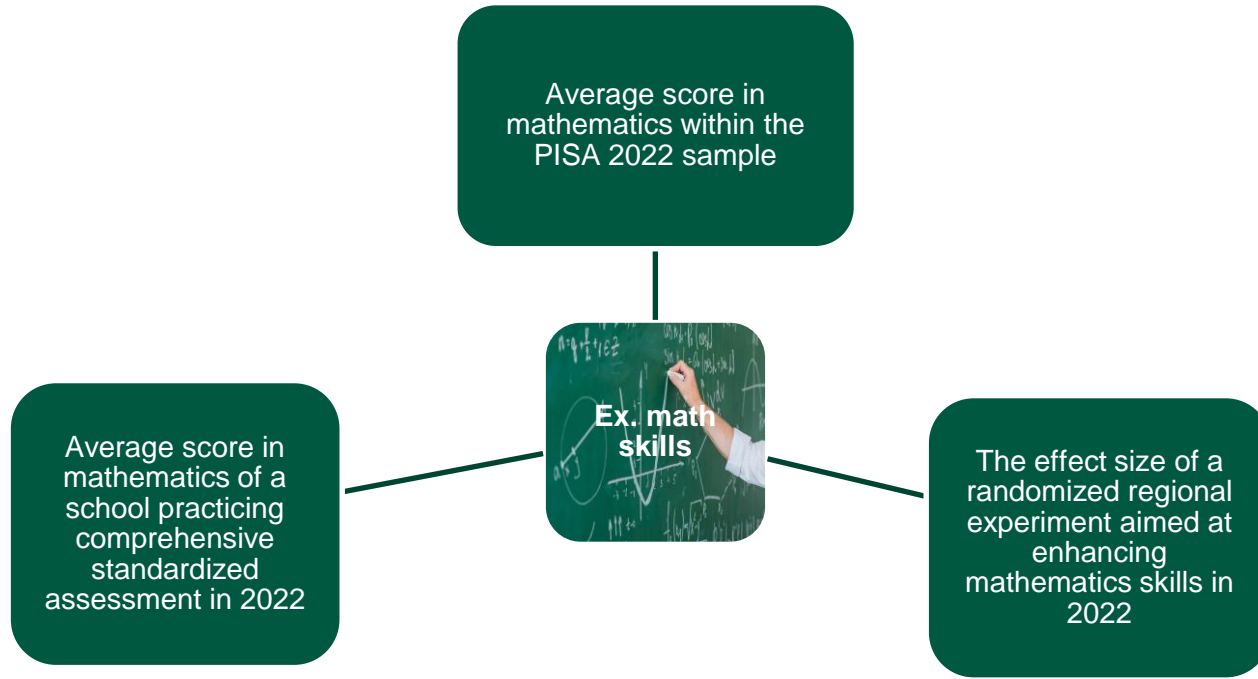 Average score in
mathematics within the
PISA 2022 sample
Ex. math
skills
Average score in
mathematics of a
school practicing
comprehensive
standardized
assessment in 2022
The effect size of a
randomized regional
experiment aimed at
enhancing
mathematics skills in
2022